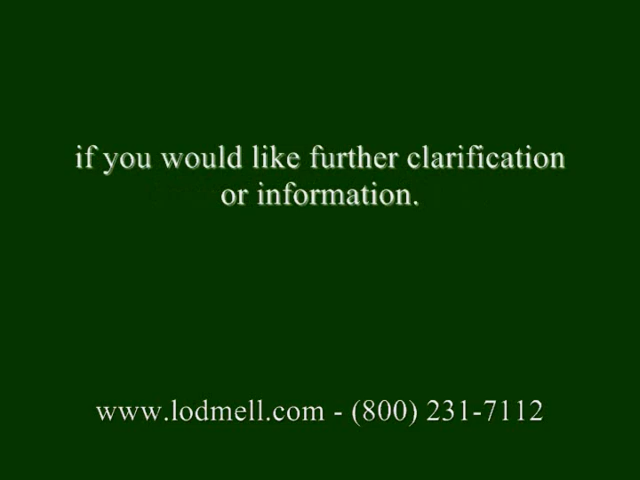 if you would like further clarification
or information.
www.lodmell.com - (800) 231-7112